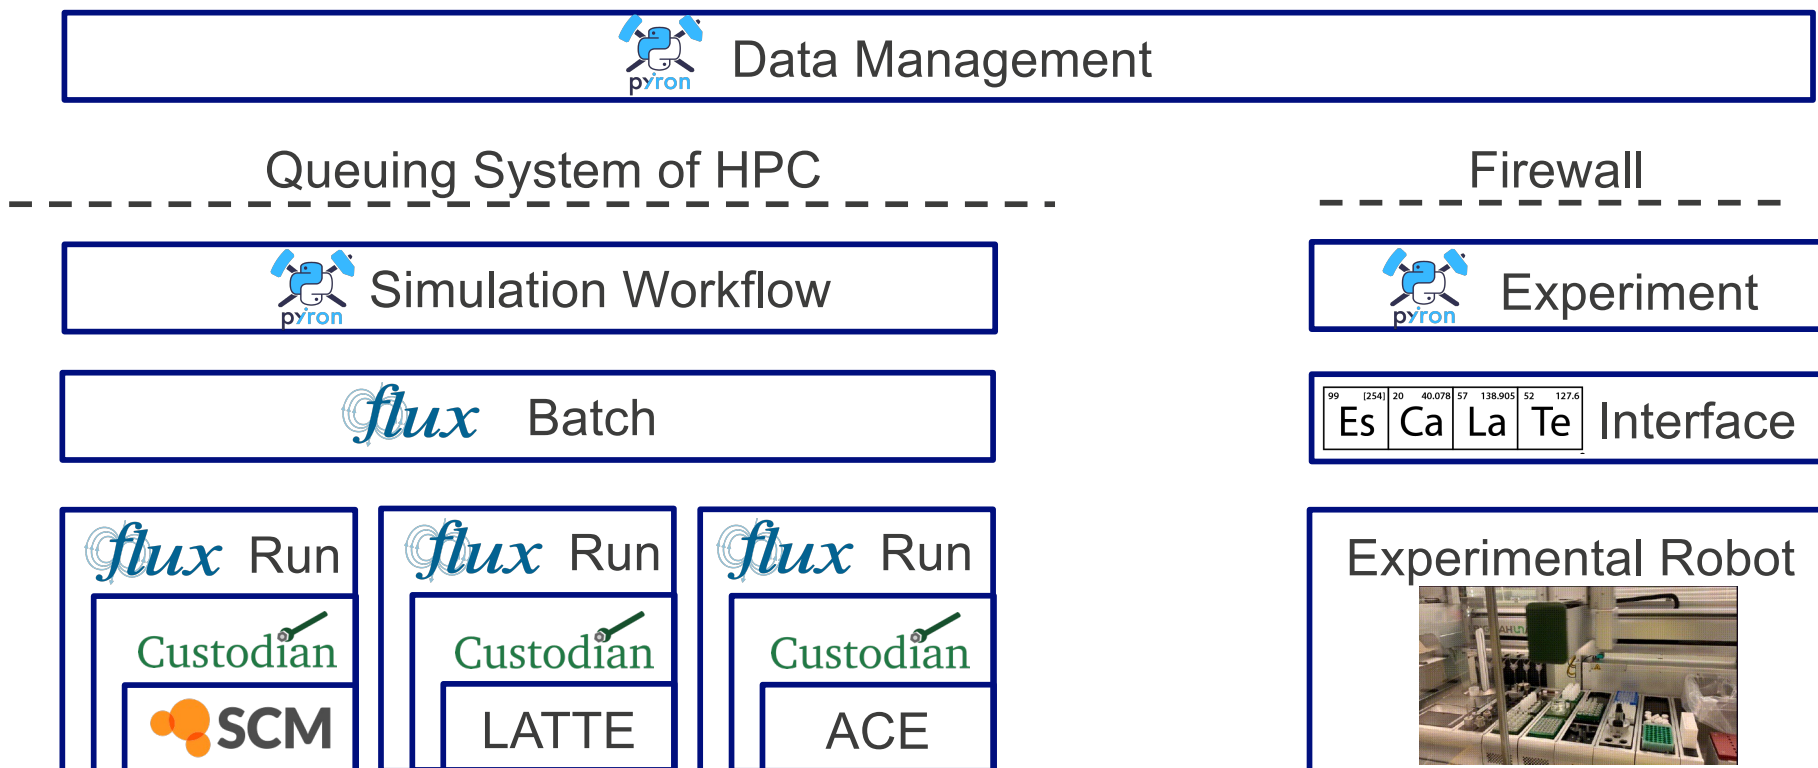 pyron Data Management
Queuing System of HPC
Firewall
pyron Simulation Workflow
pyron Experiment
flux Batch
99 [254] 20 40.078 57 138.905 52 127.6
Es Ca La Te Interface
flux Run
flux Run
flux Run
Experimental Robot
Custodian
Custodian
Custodian
SCM
LATTE
ACE